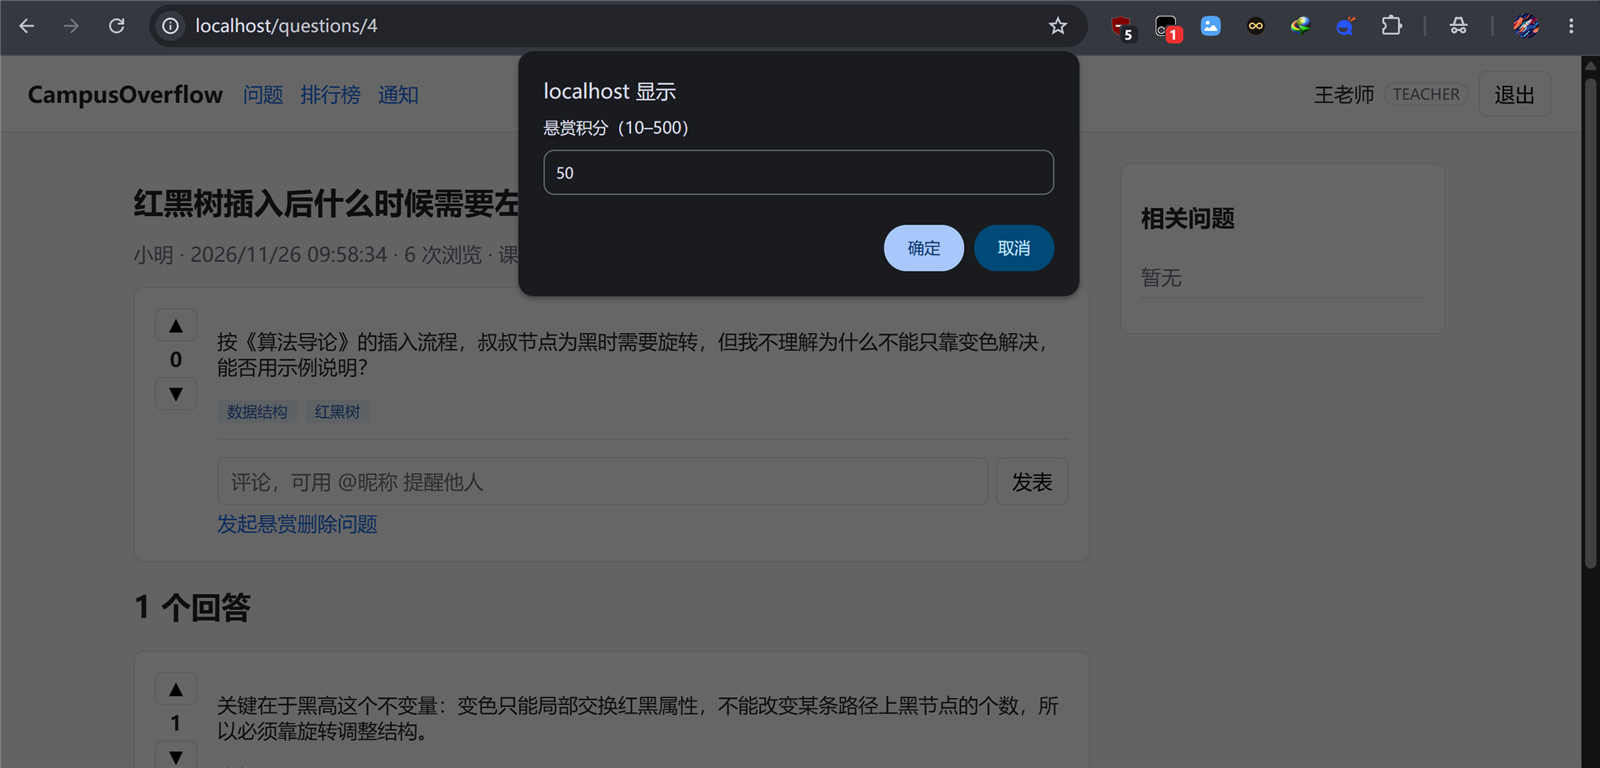 localhost/questions/4
5
1
CampusOverflow 问题 排行榜 通知
王老师 TEACHER 退出
localhost 显示
悬赏积分（10–500）
50
确定 取消
红黑树插入后什么时候需要左
小明 · 2026/11/26 09:58:34 · 6 次浏览 · 课
相关问题
暂无
▲
0
▼
按《算法导论》的插入流程，叔叔节点为黑时需要旋转，但我不理解为什么不能只靠变色解决，
能否用示例说明？
数据结构 红黑树
评论，可用 @昵称 提醒他人 发表
发起悬赏删除问题
1 个回答
▲
1
▼
关键在于黑高这个不变量：变色只能局部交换红黑属性，不能改变某条路径上黑节点的个数，所
以必须靠旋转调整结构。